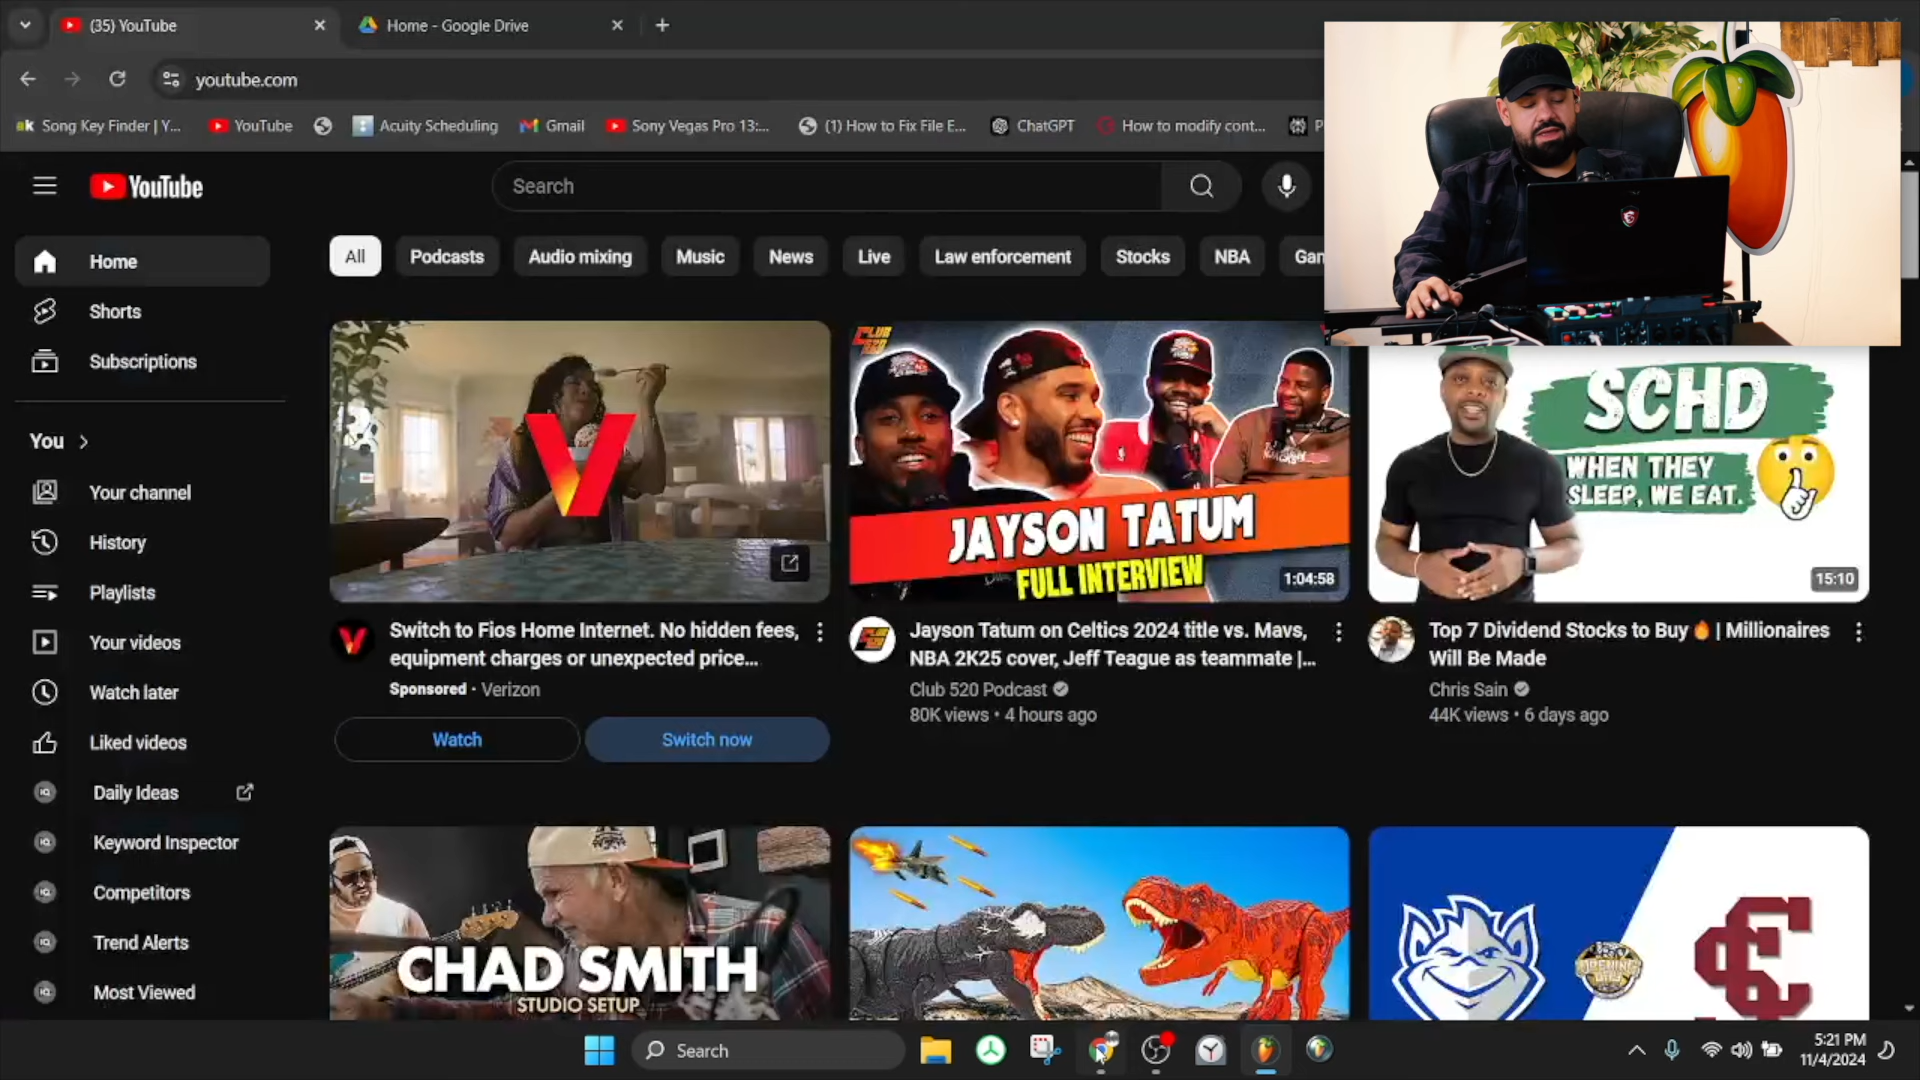 (35) YouTube
Home - Google Drive
youtube.com
Song Key Finder | Y...
YouTube
Acuity Scheduling
Gmail
Sony Vegas Pro 13:...
(1) How to Fix File E...
ChatGPT
How to modify cont...
P
YouTube
Search
Home
Shorts
Subscriptions
You
Your channel
History
Playlists
Your videos
Watch later
Liked videos
Daily Ideas
Keyword Inspector
Competitors
Trend Alerts
Most Viewed
All
Podcasts
Audio mixing
Music
News
Live
Law enforcement
Stocks
NBA
Gan
V
Switch to Fios Home Internet. No hidden fees,
equipment charges or unexpected price...
Sponsored • Verizon
Watch
Switch now
CLUB
520
JAYSON TATUM
FULL INTERVIEW
1:04:58
Jayson Tatum on Celtics 2024 title vs. Mavs,
NBA 2K25 cover, Jeff Teague as teammate |...
Club 520 Podcast
80K views • 4 hours ago
SCHD
WHEN THEY
SLEEP, WE EAT.
15:10
Top 7 Dividend Stocks to Buy🔥 | Millionaires
Will Be Made
Chris Sain
44K views • 6 days ago
CHAD SMITH
STUDIO SETUP
Search
5:21 PM
11/4/2024